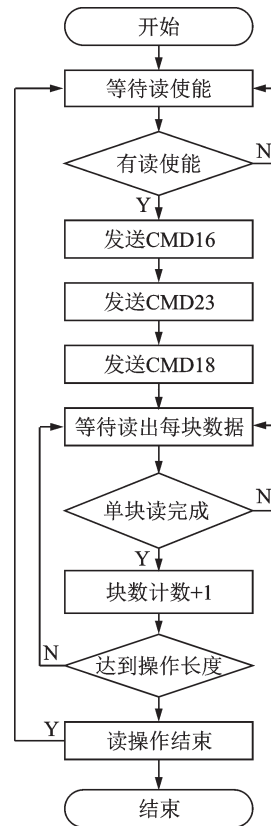 开始
等待读使能
有读使能
N
Y
发送CMD16
发送CMD23
发送CMD18
等待读出每块数据
单块读完成
N
Y
块数计数+1
N
达到操作长度
Y
读操作结束
结束